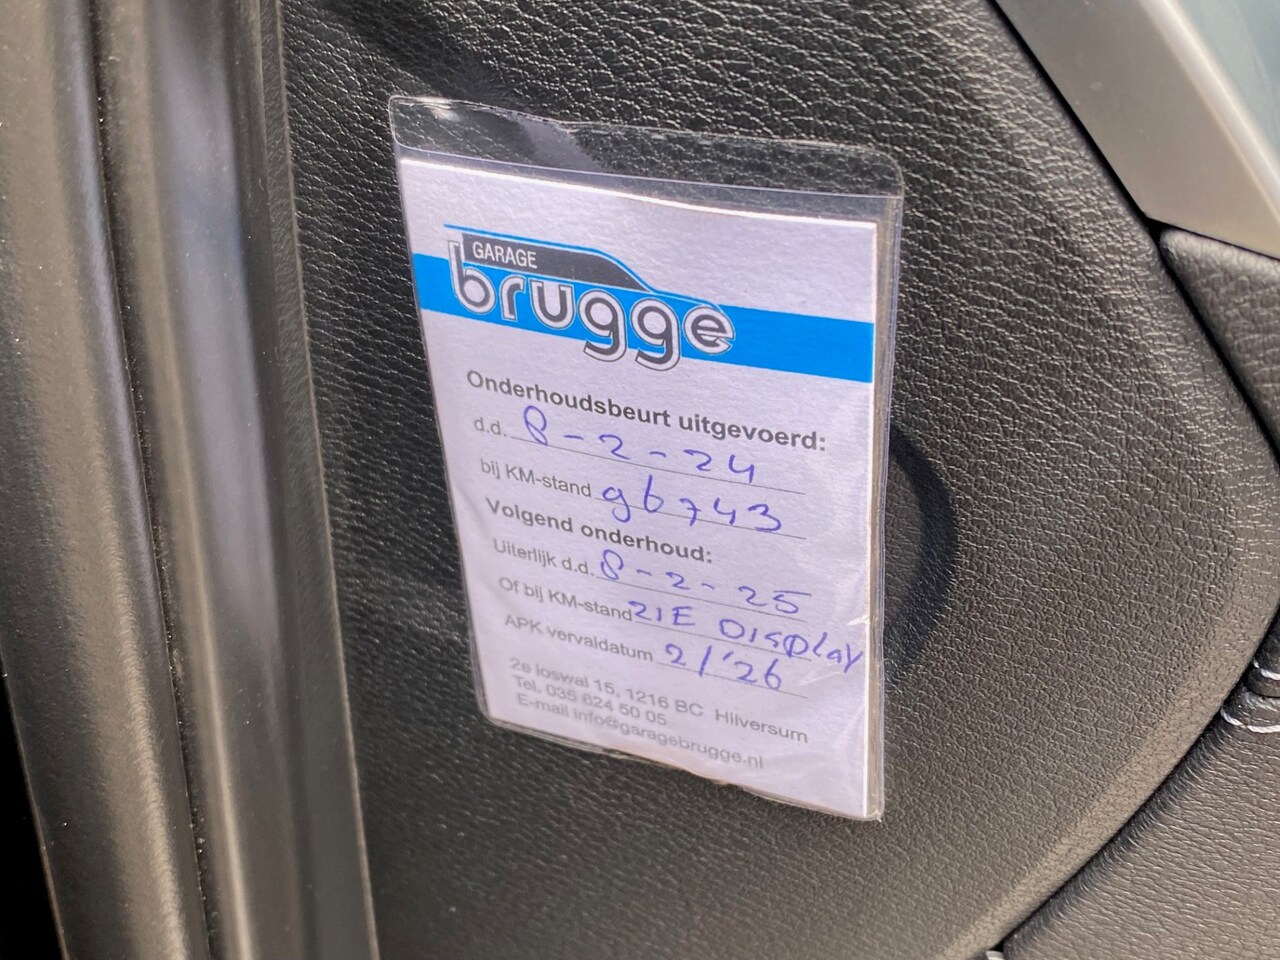 GARAGE
brugge
Onderhoudsbeurt uitgevoerd:
d.d. 8-2-24
bij KM-stand 96743
Volgend onderhoud:
Uiterlijk d.d. 8-2-25
Of bij KM-stand ZIE DISPLAY
APK vervaldatum 2/'26
2e loswal 15, 1216 BC Hilversum
Tel. 035 624 50 05
E-mail info@garagebrugge.nl